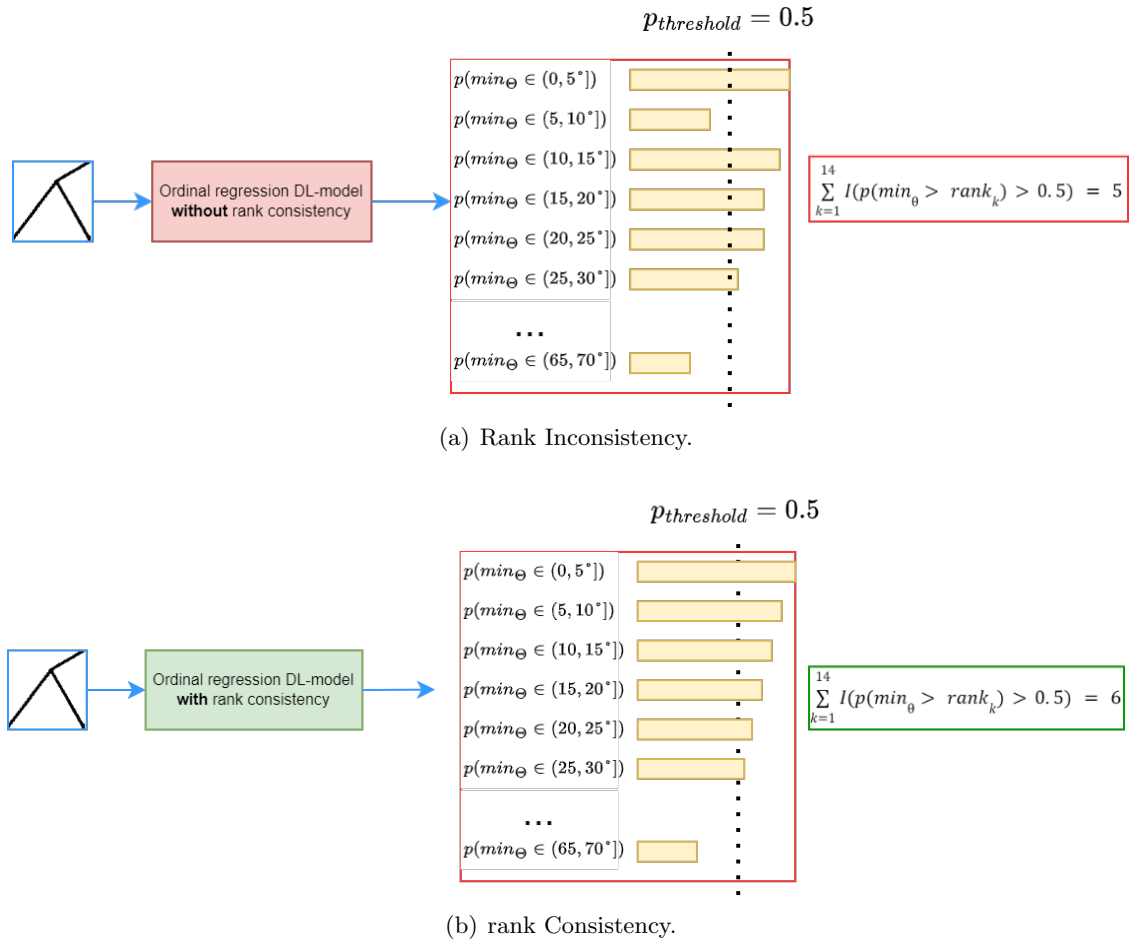 p_threshold = 0.5
p(min_Θ ∈ (0, 5°])
p(min_Θ ∈ (5, 10°])
p(min_Θ ∈ (10, 15°])
p(min_Θ ∈ (15, 20°])
p(min_Θ ∈ (20, 25°])
p(min_Θ ∈ (25, 30°])
...
p(min_Θ ∈ (65, 70°])
Ordinal regression DL-model
without rank consistency
14
∑ I(p(min_θ > rank_k) > 0.5) = 5
k=1
(a) Rank Inconsistency.
p_threshold = 0.5
p(min_Θ ∈ (0, 5°])
p(min_Θ ∈ (5, 10°])
p(min_Θ ∈ (10, 15°])
p(min_Θ ∈ (15, 20°])
p(min_Θ ∈ (20, 25°])
p(min_Θ ∈ (25, 30°])
...
p(min_Θ ∈ (65, 70°])
Ordinal regression DL-model
with rank consistency
14
∑ I(p(min_θ > rank_k) > 0.5) = 6
k=1
(b) rank Consistency.